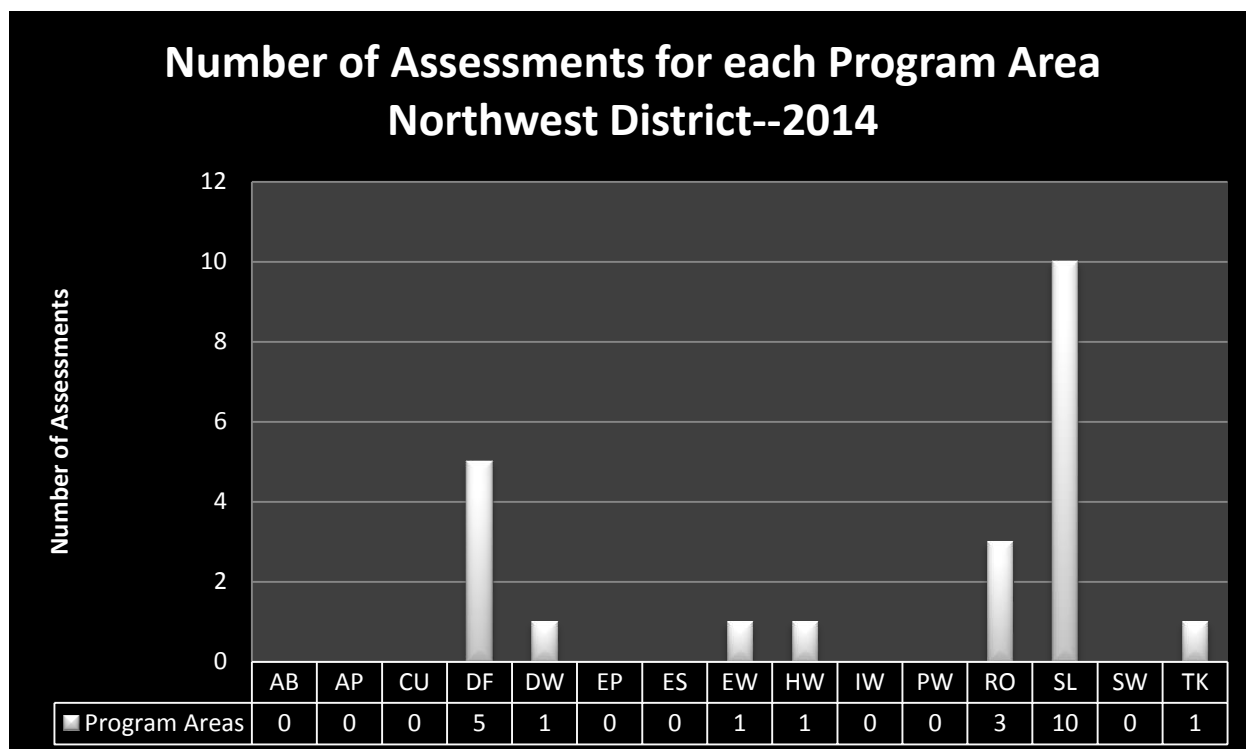 Number of Assessments for each Program Area
Northwest District--2014
12
10
8
6
4
2
0
Number of Assessments
AB AP CU DF DW EP ES EW HW IW PW RO SL SW TK
Program Areas 0 0 0 5 1 0 0 1 1 0 0 3 10 0 1